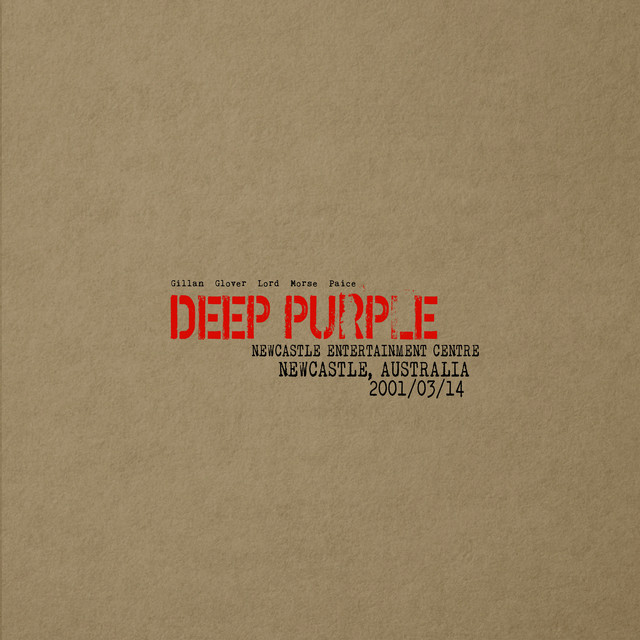 Gillan Glover Lord Morse Paice
DEEP PURPLE
NEWCASTLE ENTERTAINMENT CENTRE
NEWCASTLE, AUSTRALIA
2001/03/14